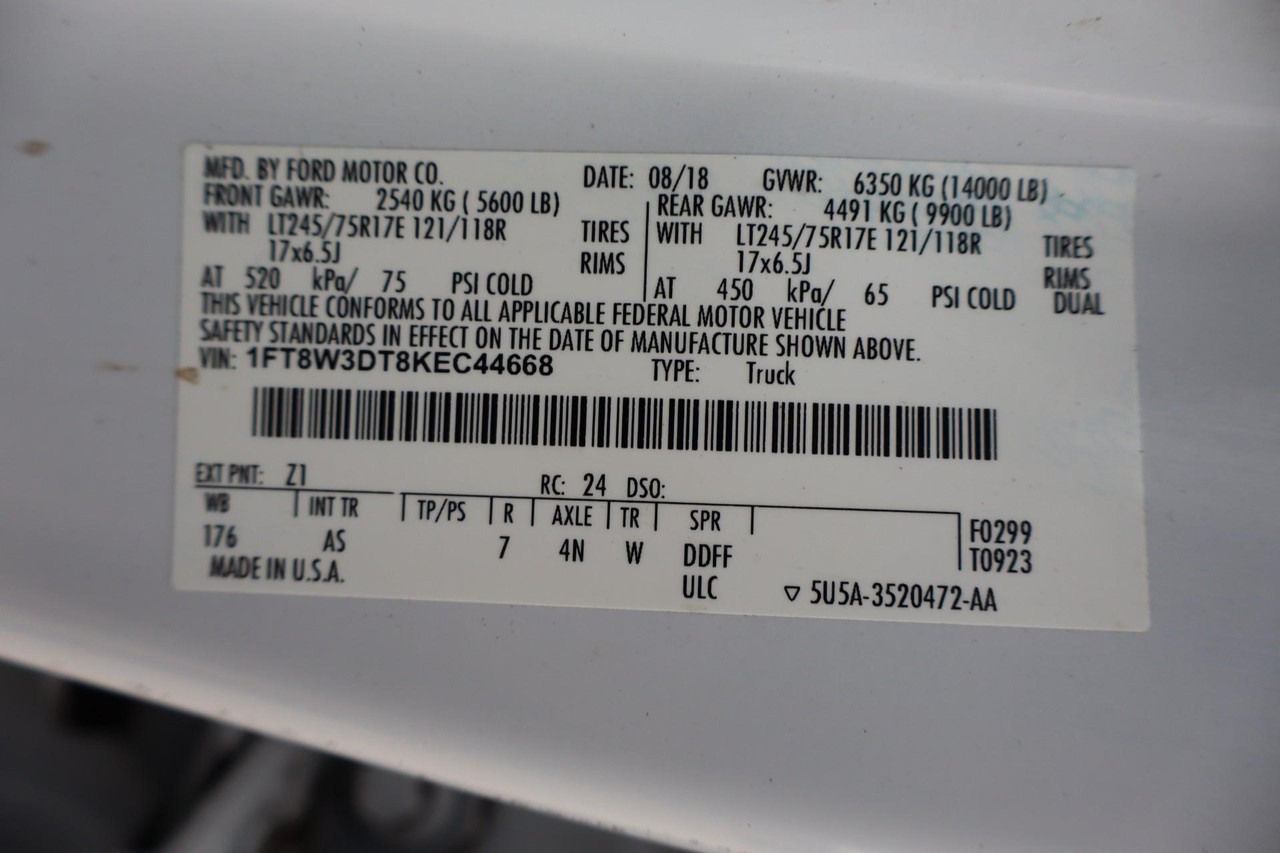 MFD. BY FORD MOTOR CO. DATE: 08/18 GVWR: 6350 KG (14000 LB)
FRONT GAWR: 2540 KG ( 5600 LB) REAR GAWR: 4491 KG ( 9900 LB)
WITH LT245/75R17E 121/118R TIRES WITH LT245/75R17E 121/118R TIRES
17x6.5J RIMS 17x6.5J RIMS
AT 520 kPa/ 75 PSI COLD AT 450 kPa/ 65 PSI COLD DUAL
THIS VEHICLE CONFORMS TO ALL APPLICABLE FEDERAL MOTOR VEHICLE
SAFETY STANDARDS IN EFFECT ON THE DATE OF MANUFACTURE SHOWN ABOVE.
VIN: 1FT8W3DT8KEC44668 TYPE: Truck
EXT PNT: Z1 RC: 24 DSO:
WB INT TR TP/PS R AXLE TR SPR F0299
176 AS 7 4N W DDFF T0923
MADE IN U.S.A. ULC ▽ 5U5A-3520472-AA